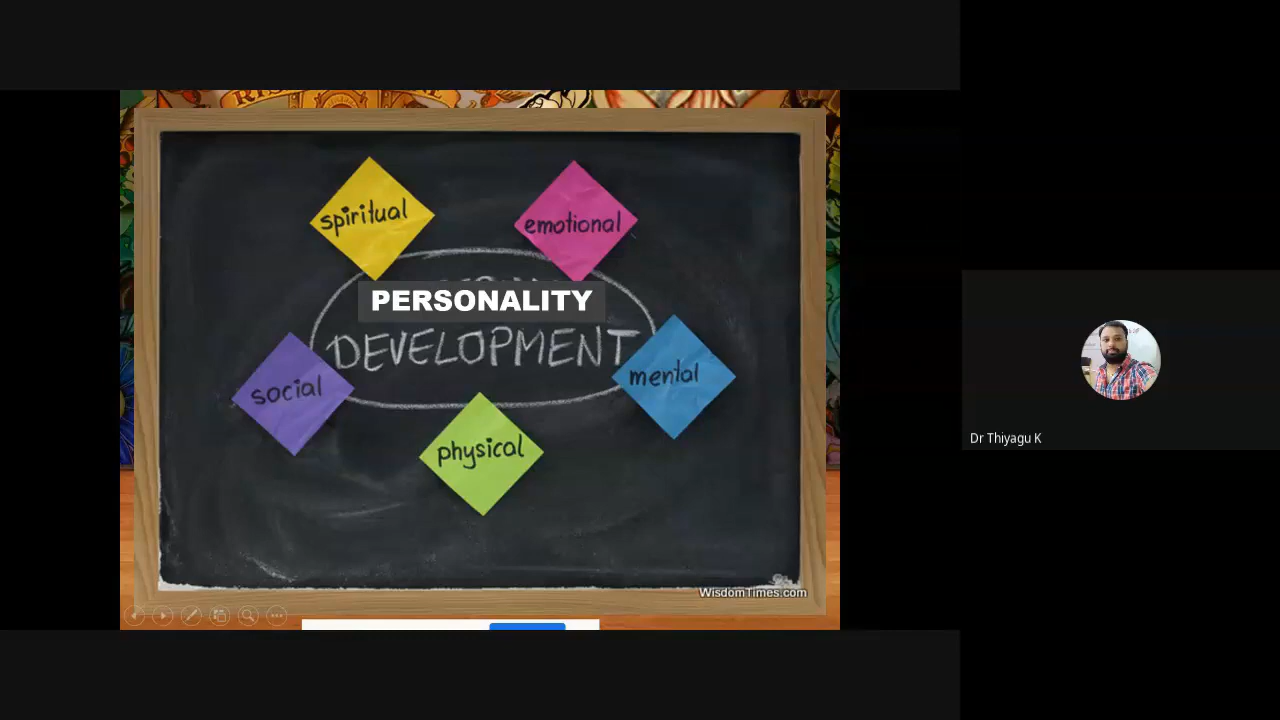 spiritual
emotional
PERSONALITY
DEVELOPMENT
social
mental
physical
WisdomTimes.com
Dr Thiyagu K